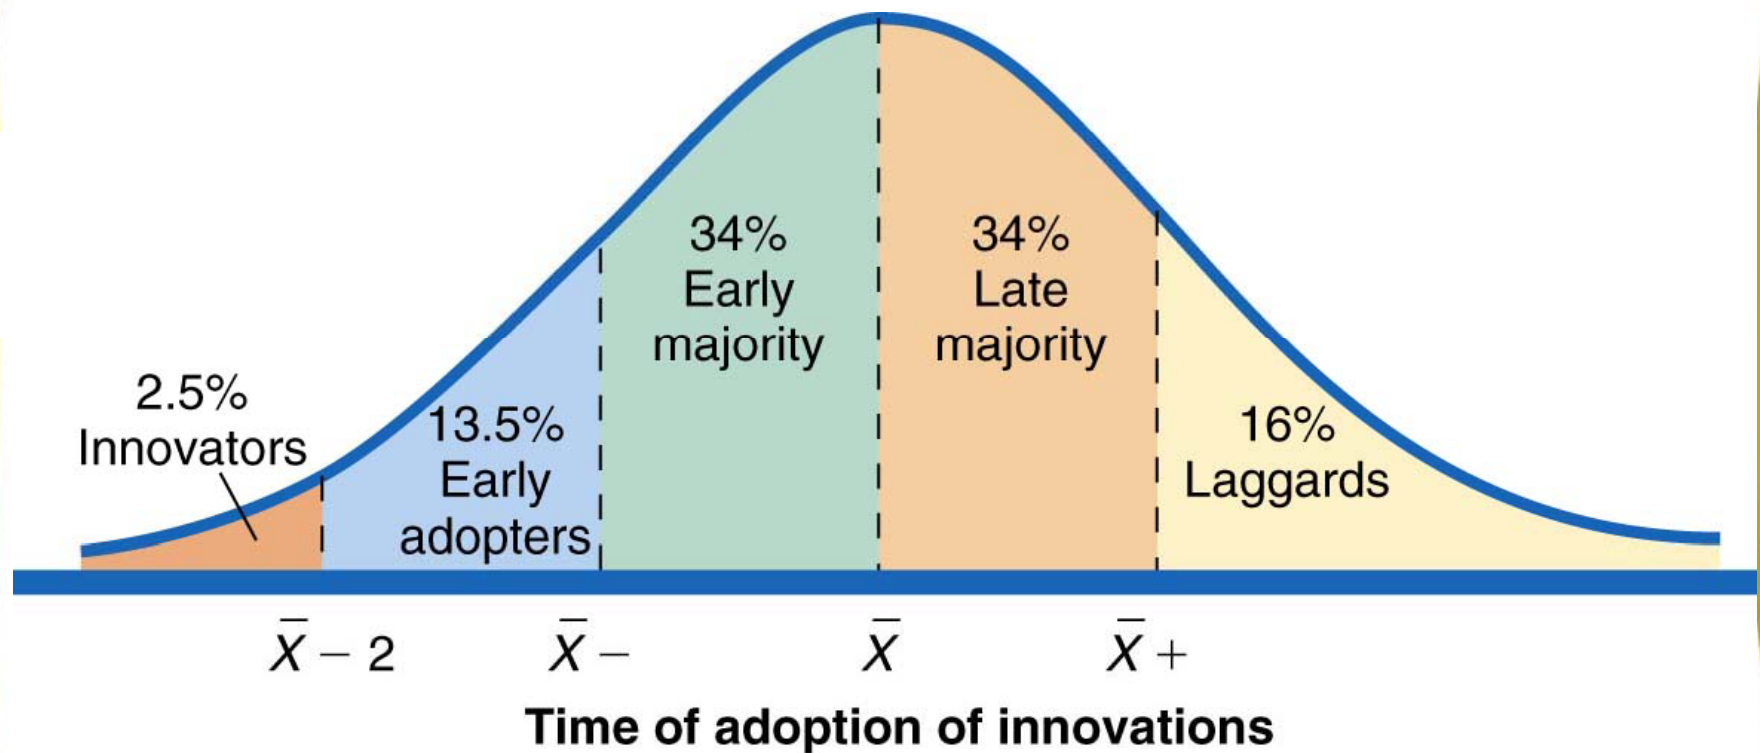 2.5%
Innovators
13.5%
Early
adopters
34%
Early
majority
34%
Late
majority
16%
Laggards
X̅ – 2
X̅ –
X̅
X̅ +
Time of adoption of innovations